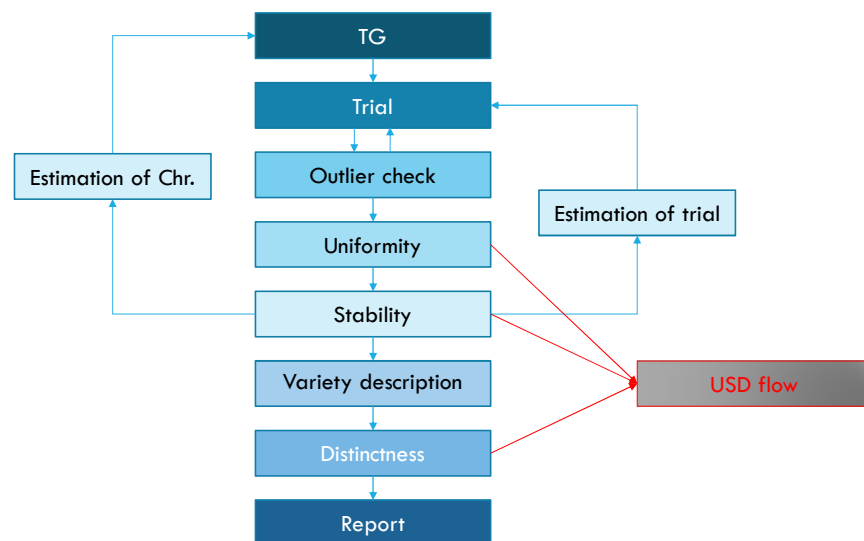 TG
Trial
Estimation of Chr.
Outlier check
Estimation of trial
Uniformity
Stability
Variety description
USD flow
Distinctness
Report